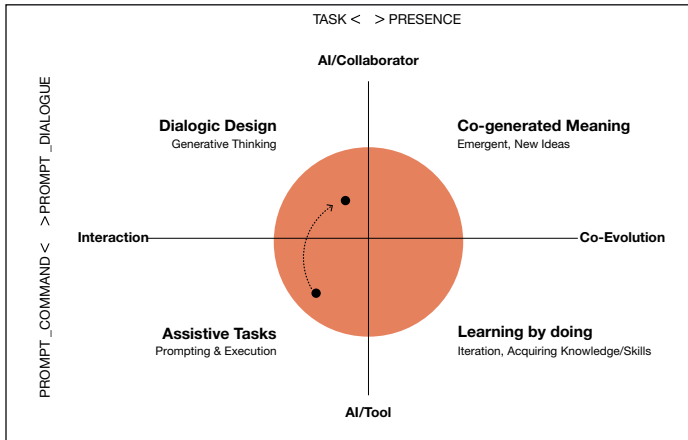 TASK < > PRESENCE
AI/Collaborator
PROMPT_COMMAND < > PROMPT_DIALOGUE
Dialogic Design
Generative Thinking
Co-generated Meaning
Emergent, New Ideas
Interaction
Co-Evolution
Assistive Tasks
Prompting & Execution
Learning by doing
Iteration, Acquiring Knowledge/Skills
AI/Tool